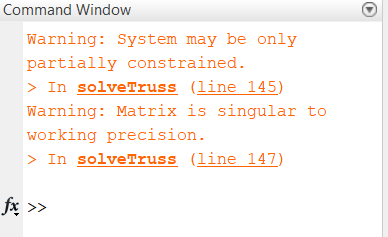 Command Window
Warning: System may be only
partially constrained.
> In solveTruss (line 145)
Warning: Matrix is singular to
working precision.
> In solveTruss (line 147)
fx >>